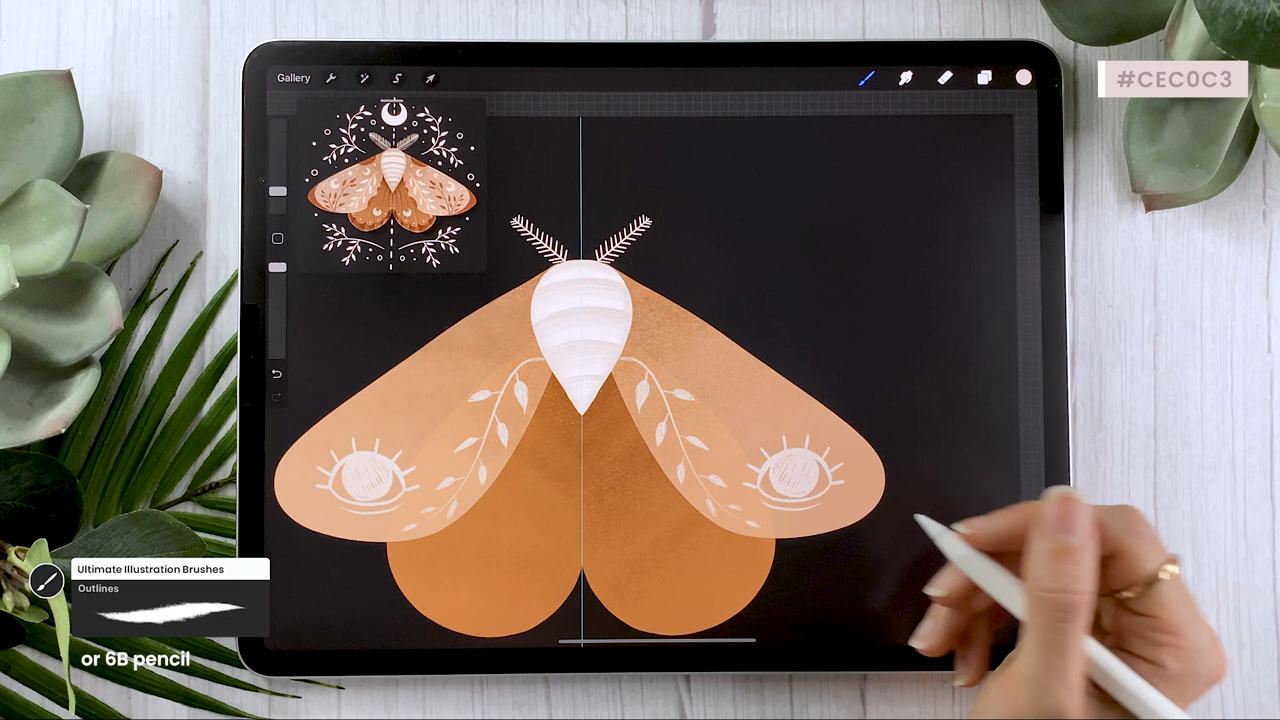 Gallery
#CEC0C3
Ultimate Illustration Brushes
Outlines
or 6B pencil